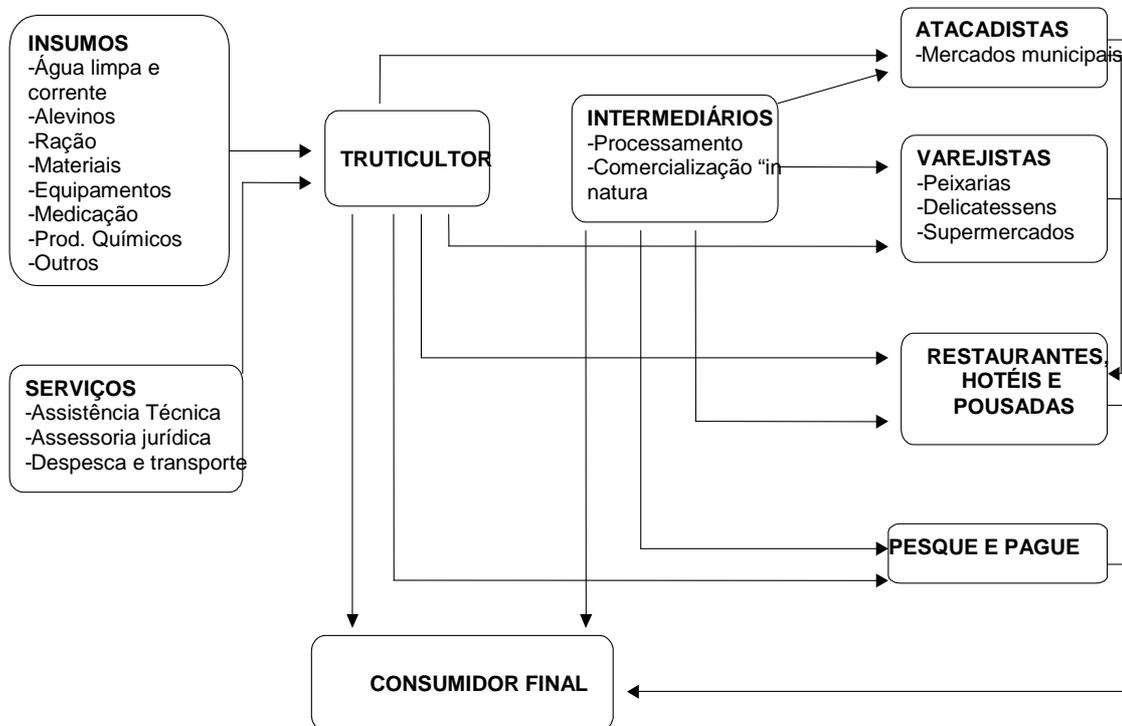 INSUMOS
-Água limpa e
corrente
-Alevinos
-Ração
-Materiais
-Equipamentos
-Medicação
-Prod. Químicos
-Outros
SERVIÇOS
-Assistência Técnica
-Assessoria jurídica
-Despesca e transporte
TRUTICULTOR
INTERMEDIÁRIOS
-Processamento
-Comercialização “in
natura
ATACADISTAS
-Mercados municipais
VAREJISTAS
-Peixarias
-Delicatessens
-Supermercados
RESTAURANTES,
HOTÉIS E
POUSADAS
PESQUE E PAGUE
CONSUMIDOR FINAL